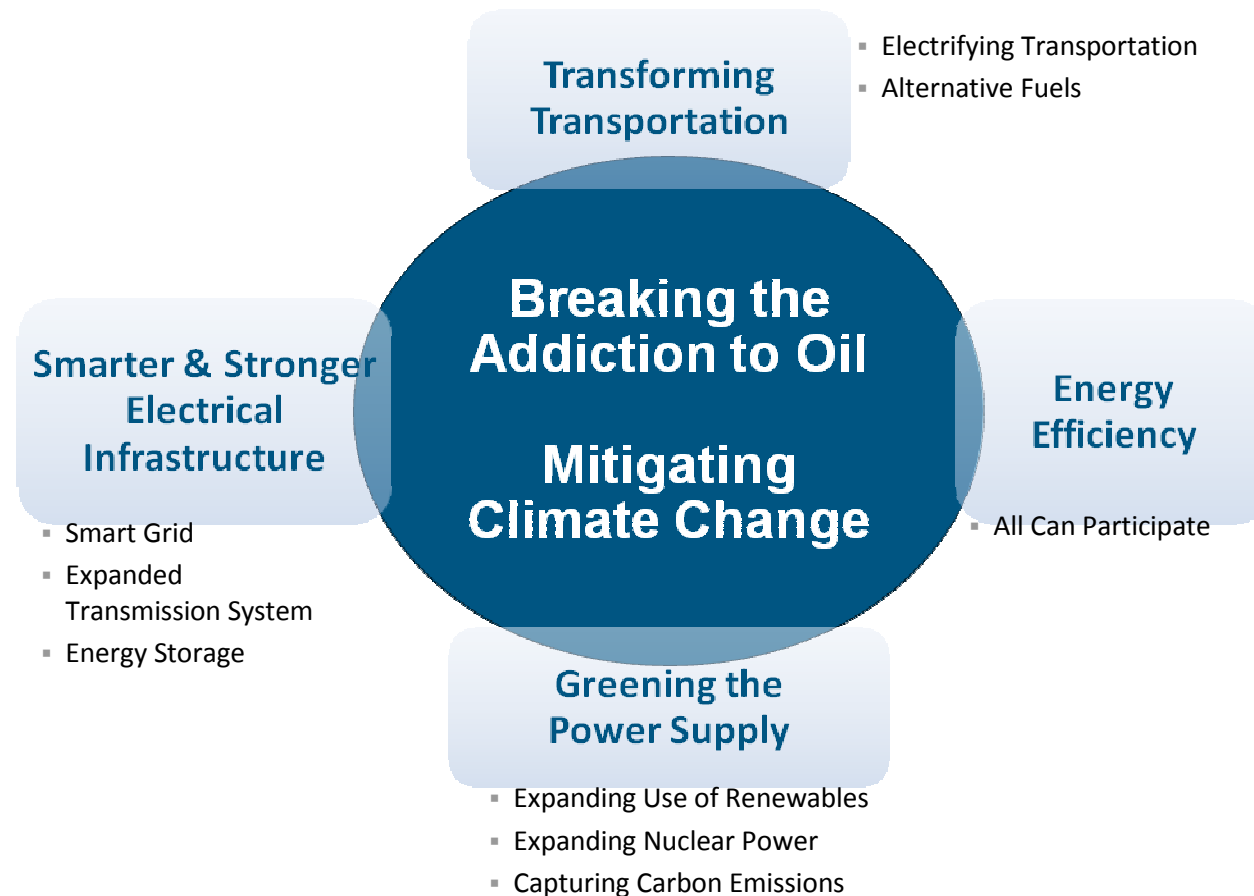 Transforming
Transportation
▪ Electrifying Transportation
▪ Alternative Fuels
Breaking the
Addiction to Oil
Mitigating
Climate Change
Smarter & Stronger
Electrical
Infrastructure
▪ Smart Grid
▪ Expanded
Transmission System
▪ Energy Storage
Energy
Efficiency
▪ All Can Participate
Greening the
Power Supply
▪ Expanding Use of Renewables
▪ Expanding Nuclear Power
▪ Capturing Carbon Emissions